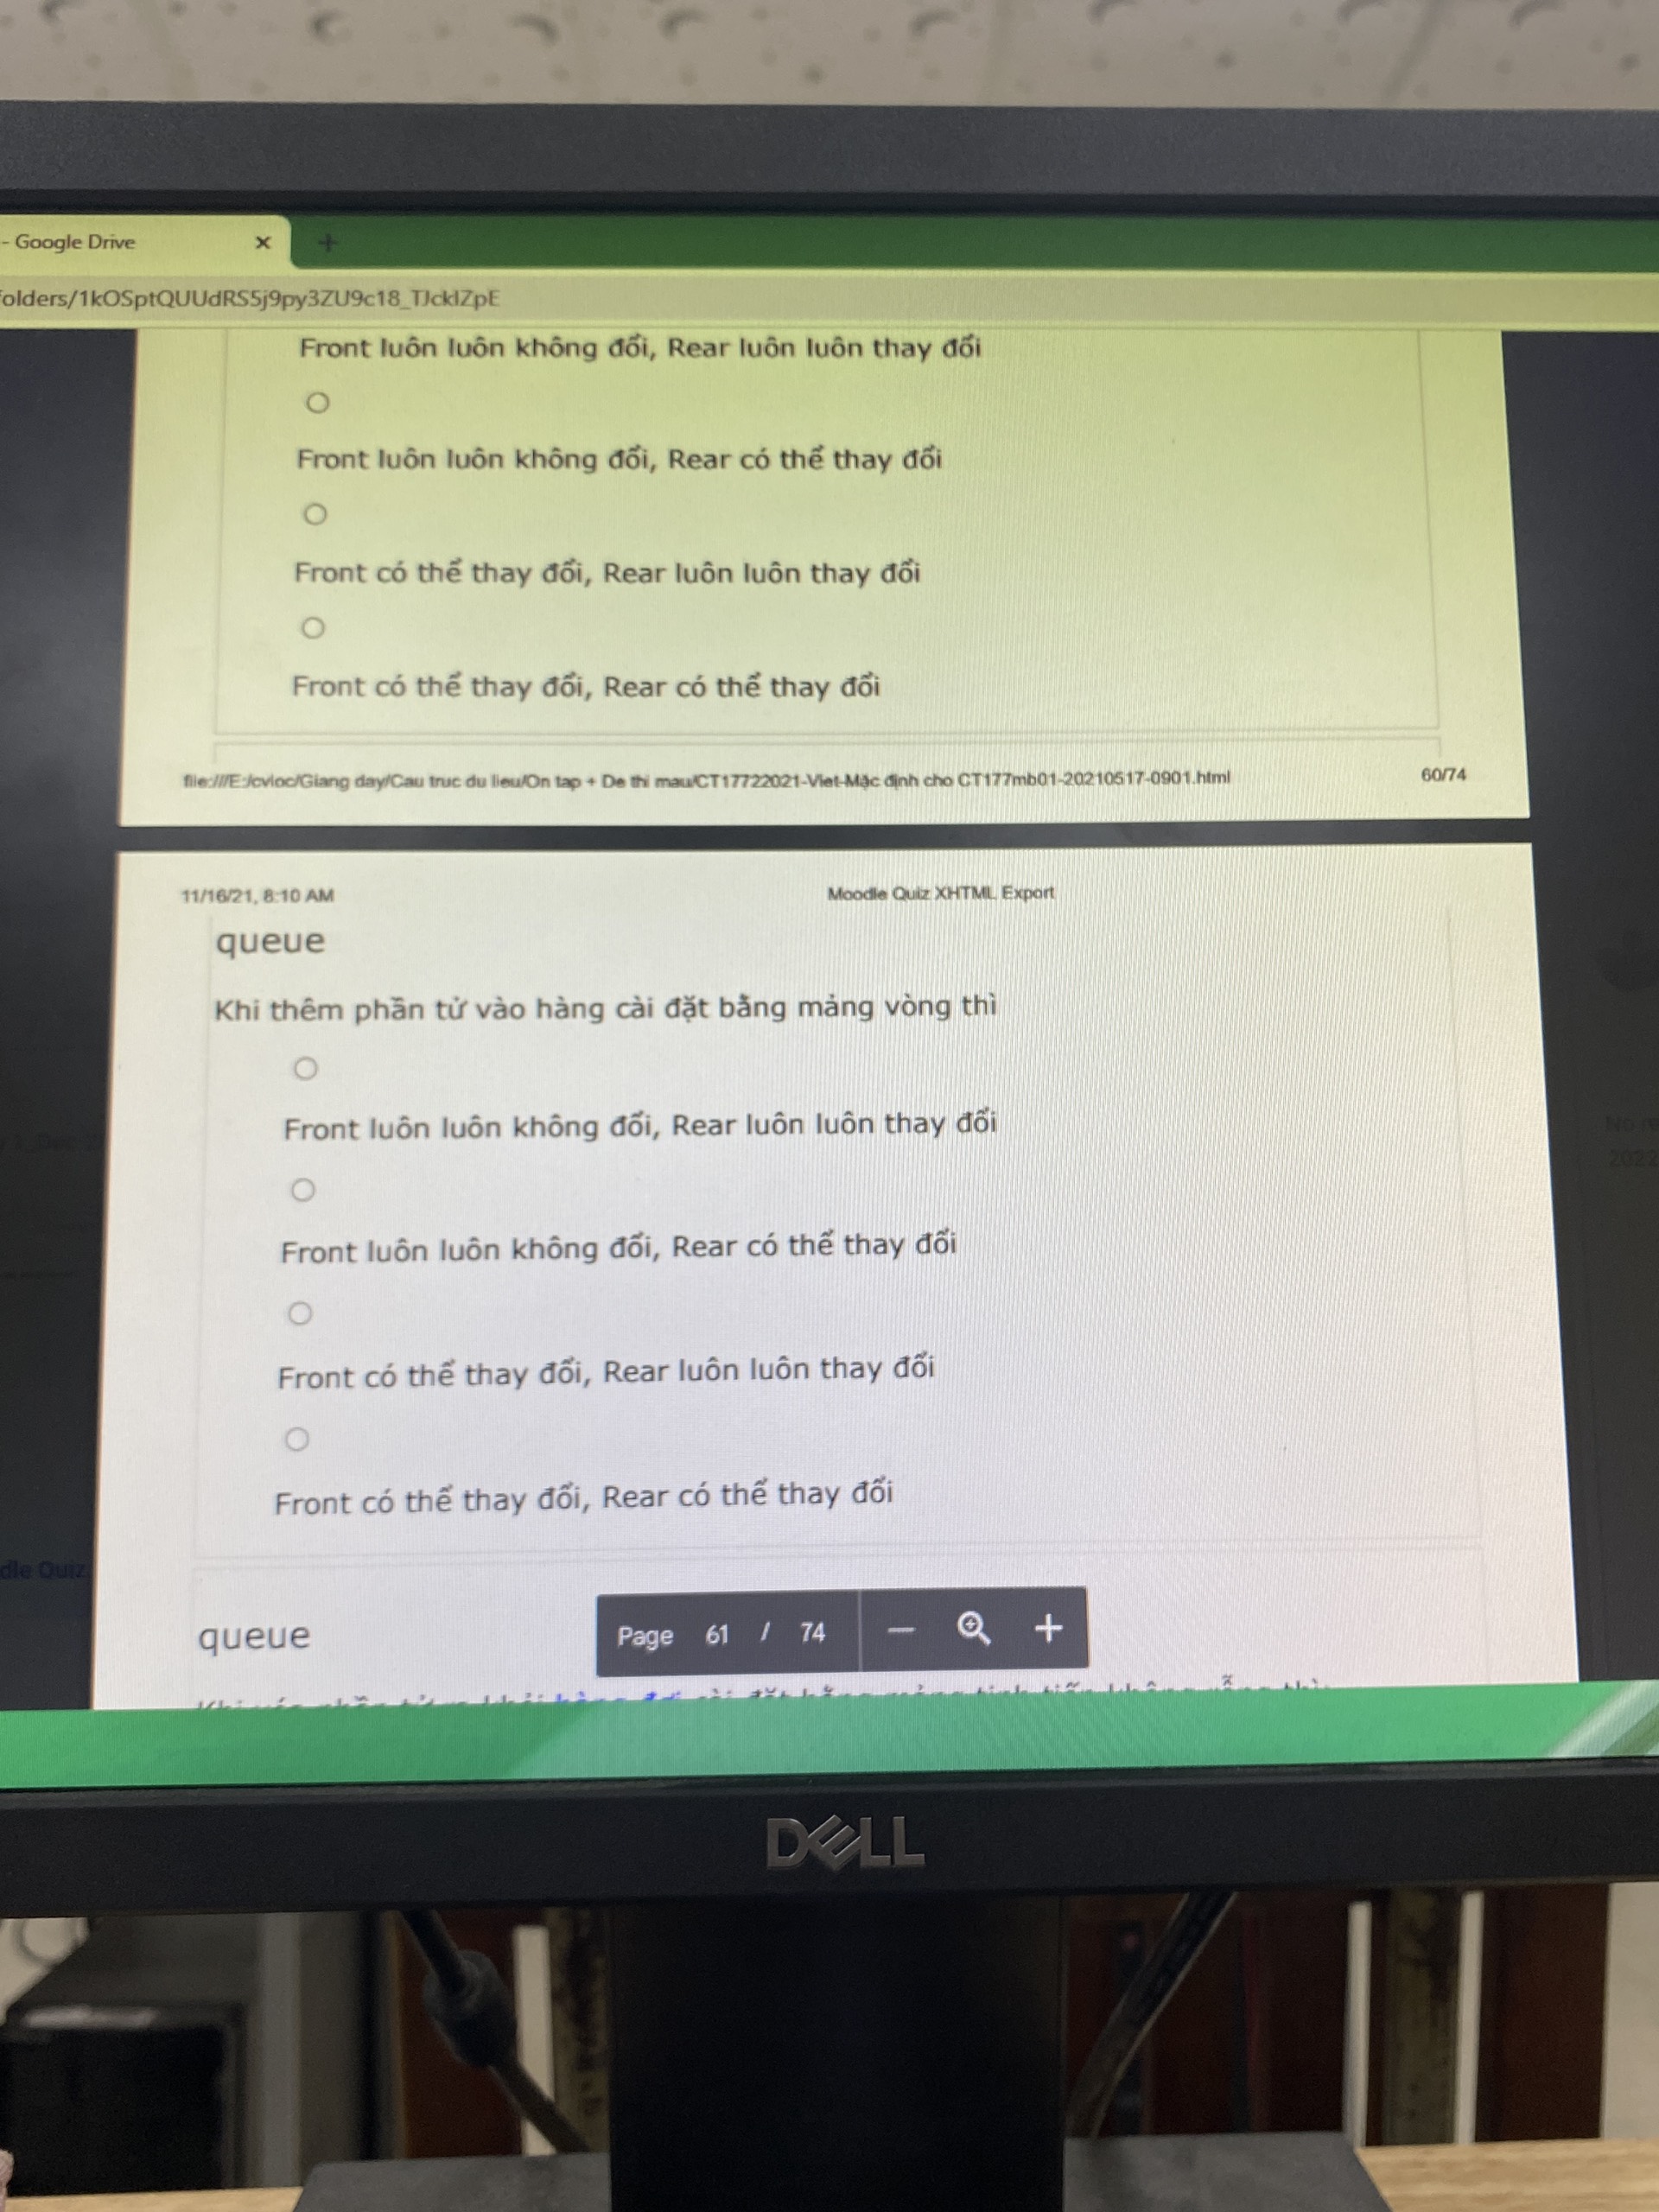 - Google Drive
folders/1kOSptQUUdRS5j9py3ZU9c18_TJcklZpE
Front luôn luôn không đổi, Rear luôn luôn thay đổi
Front luôn luôn không đổi, Rear có thể thay đổi
Front có thể thay đổi, Rear luôn luôn thay đổi
Front có thể thay đổi, Rear có thể thay đổi
file:///E:/cvloc/Giang day/Cau truc du lieu/On tap + De thi mau/CT17722021-Viet-Mặc định cho CT177mb01-20210517-0901.html 60/74
11/16/21, 8:10 AM Moodle Quiz XHTML Export
queue
Khi thêm phần tử vào hàng cài đặt bằng mảng vòng thì
Front luôn luôn không đổi, Rear luôn luôn thay đổi
Front luôn luôn không đổi, Rear có thể thay đổi
Front có thể thay đổi, Rear luôn luôn thay đổi
Front có thể thay đổi, Rear có thể thay đổi
dle Quiz
queue
Page 61 / 74
DELL